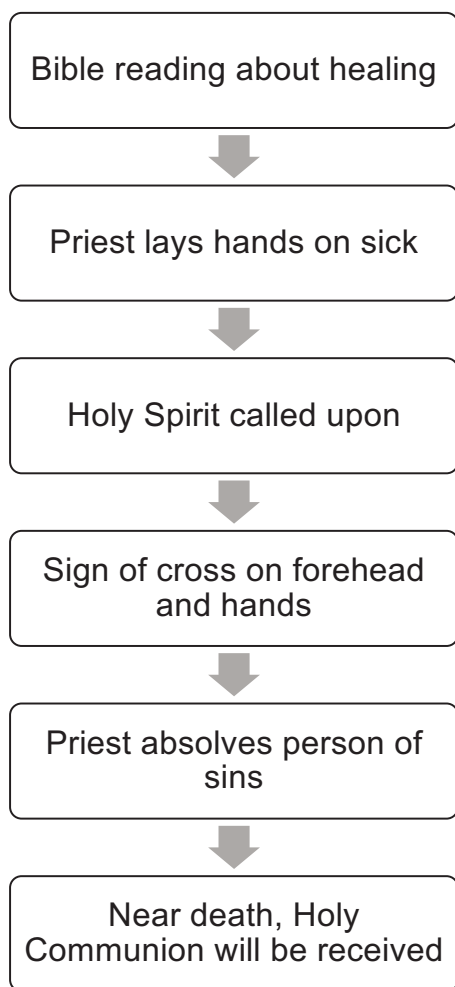 Bible reading about healing
Priest lays hands on sick
Holy Spirit called upon
Sign of cross on forehead
and hands
Priest absolves person of
sins
Near death, Holy
Communion will be received